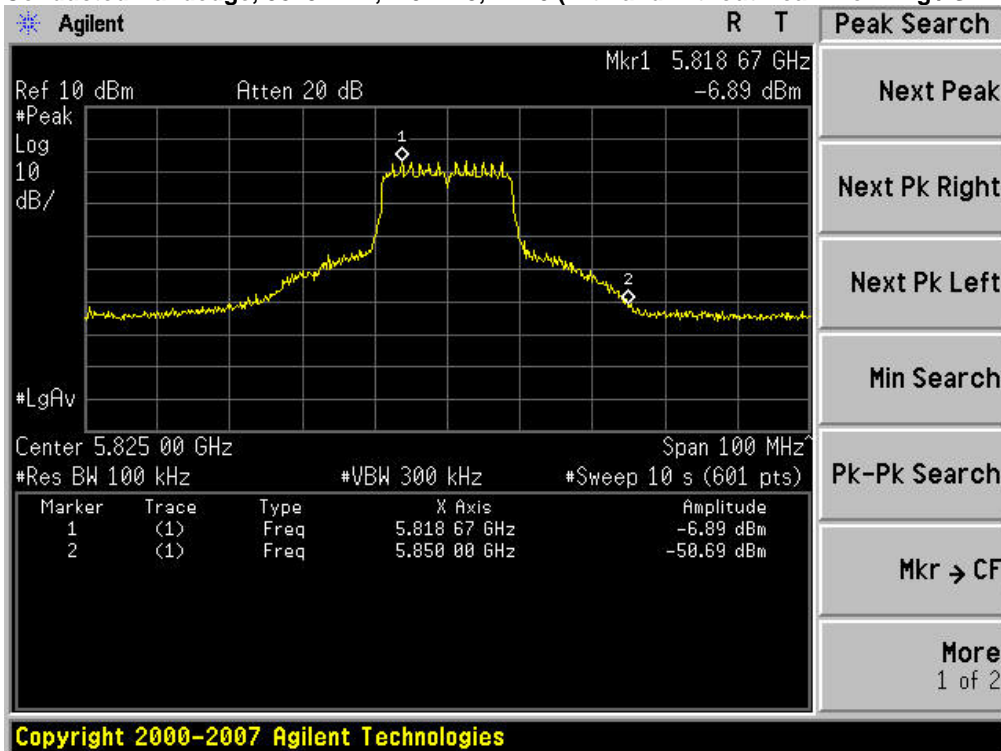 Agilent R T
Peak Search
Mkr1 5.818 67 GHz
Ref 10 dBm Atten 20 dB -6.89 dBm
#Peak
Log
10
dB/
1
2
#LgAv
Center 5.825 00 GHz Span 100 MHz^
#Res BW 100 kHz #VBW 300 kHz #Sweep 10 s (601 pts)
Marker Trace Type X Axis Amplitude
1 (1) Freq 5.818 67 GHz -6.89 dBm
2 (1) Freq 5.850 00 GHz -50.69 dBm
Next Peak
Next Pk Right
Next Pk Left
Min Search
Pk-Pk Search
Mkr → CF
More
1 of 2
Copyright 2000-2007 Agilent Technologies